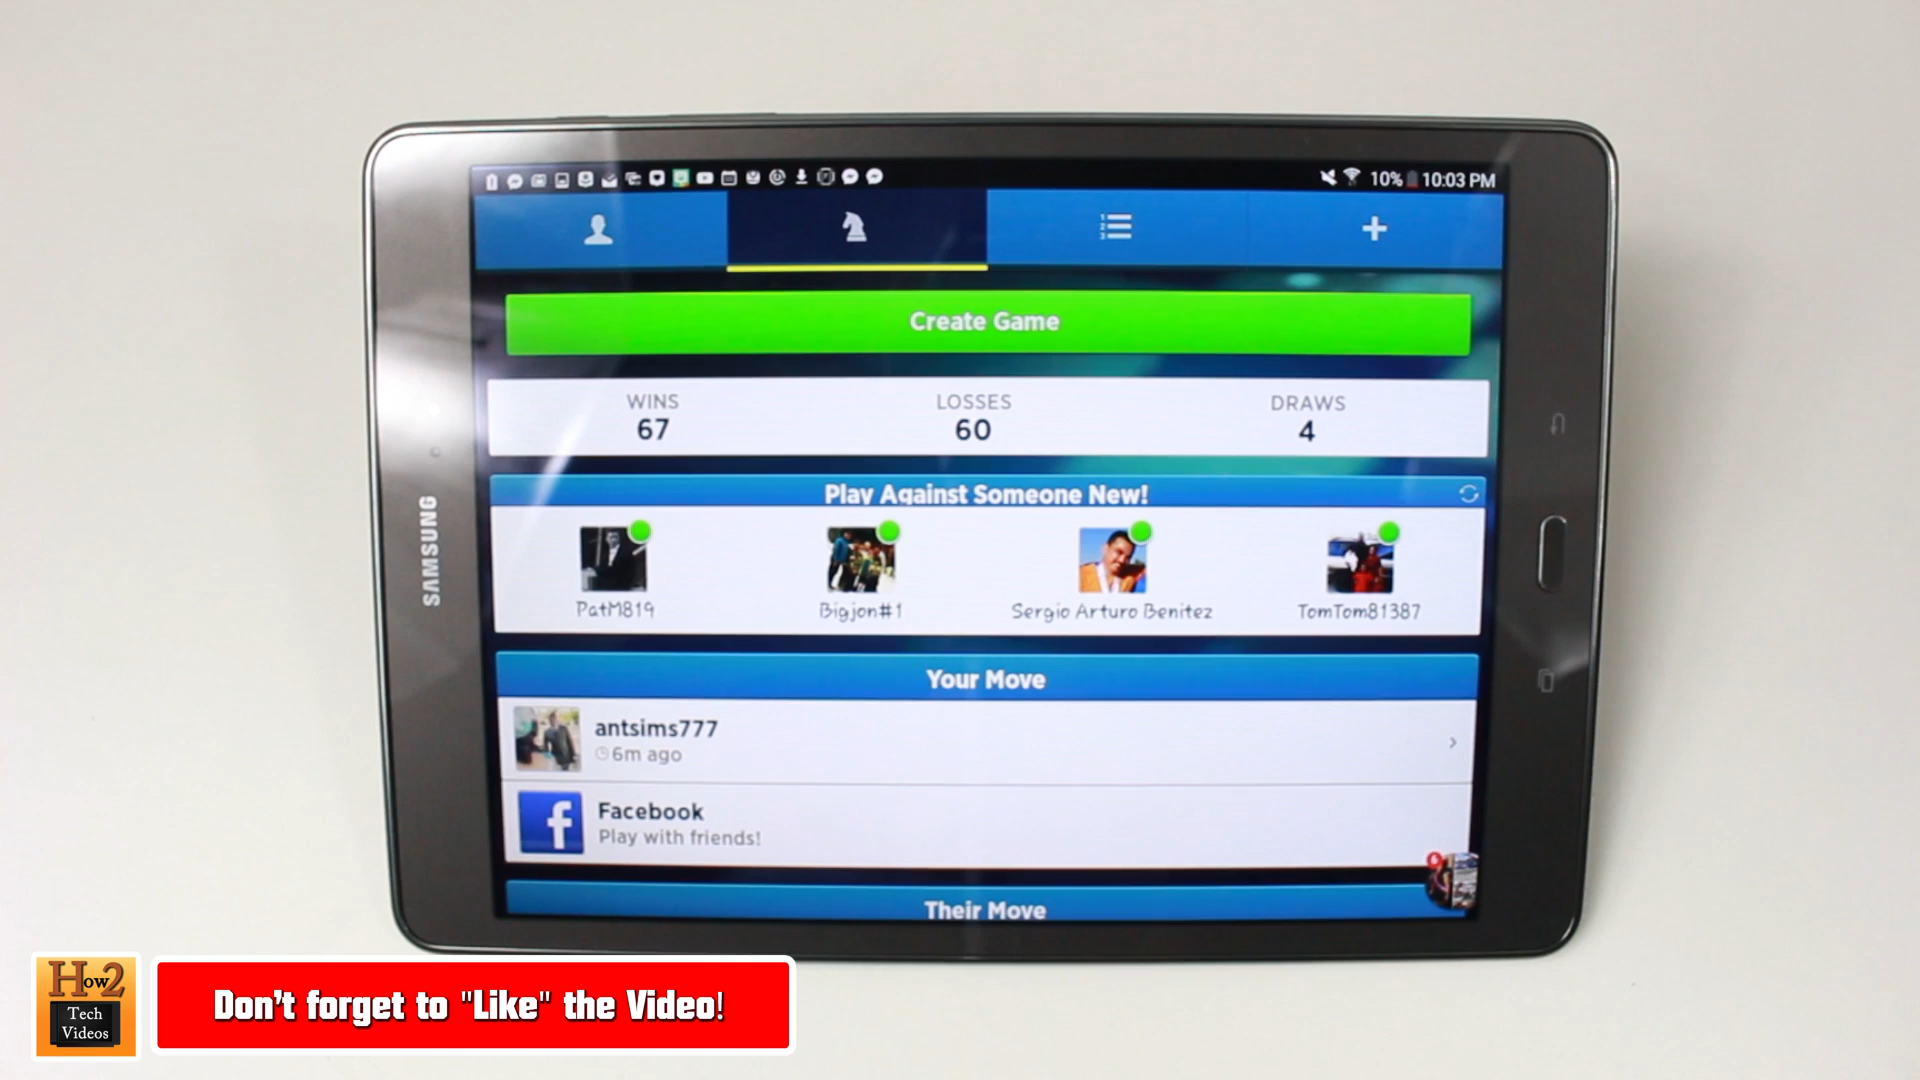 10% 10:03 PM
Create Game
WINS LOSSES DRAWS
67 60 4
Play Against Someone New!
PatM819 Bigjon#1 Sergio Arturo Benitez TomTom81387
Your Move
antsims777
6m ago
Facebook
Play with friends!
6
Their Move
SAMSUNG
How2
Tech
Videos
Don't forget to "Like" the Video!